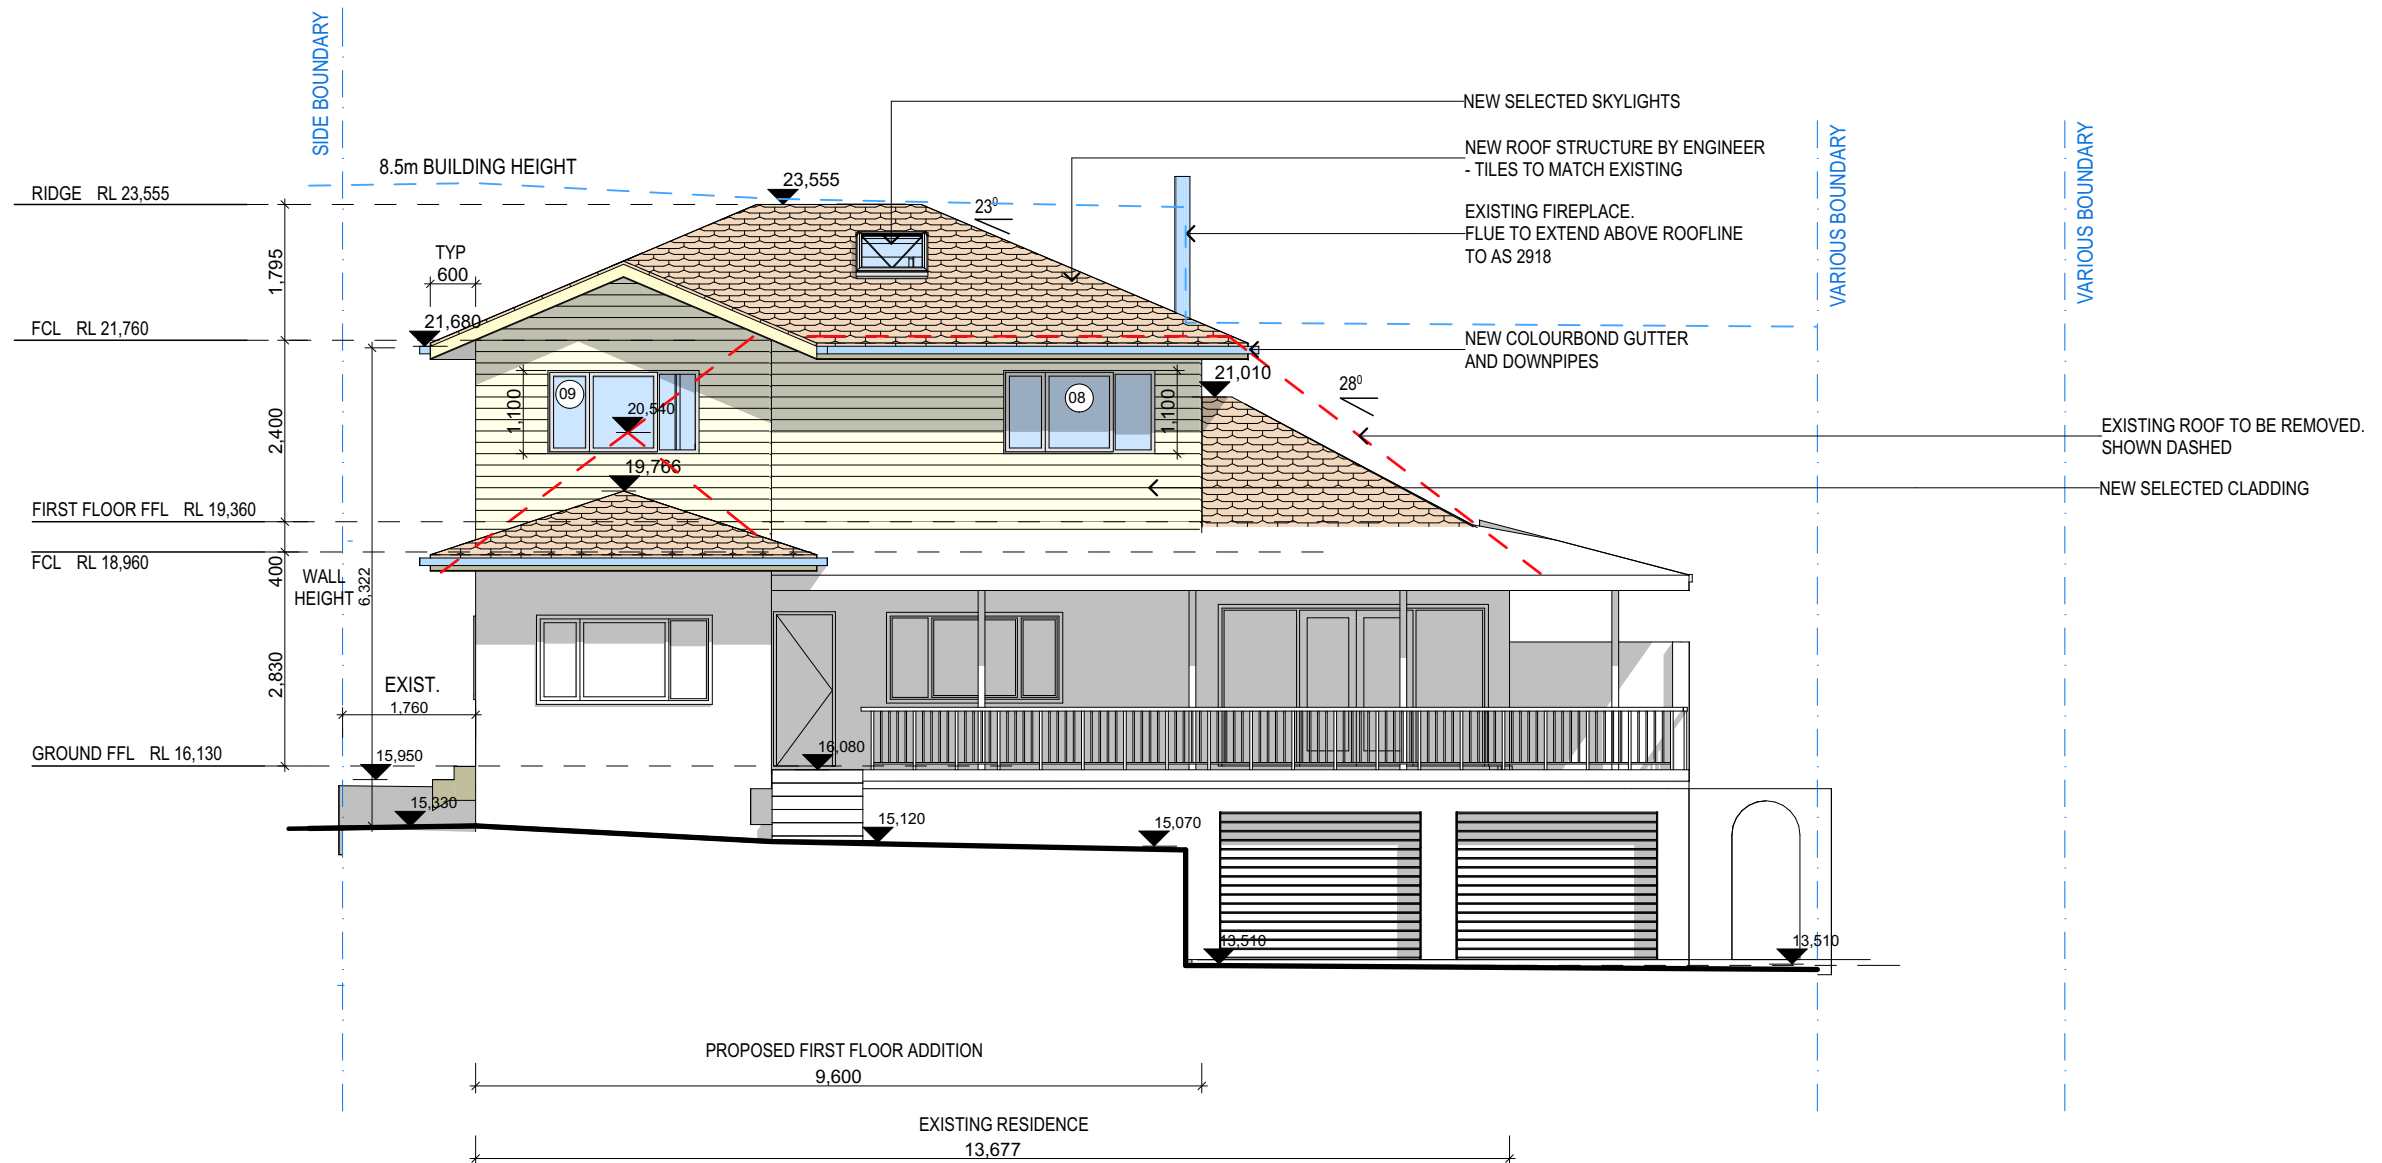 SIDE BOUNDARY
8.5m BUILDING HEIGHT
RIDGE RL 23,555
23,555
23⁰
NEW SELECTED SKYLIGHTS
NEW ROOF STRUCTURE BY ENGINEER
- TILES TO MATCH EXISTING
EXISTING FIREPLACE.
FLUE TO EXTEND ABOVE ROOFLINE
TO AS 2918
VARIOUS BOUNDARY
VARIOUS BOUNDARY
1,795
TYP
600
FCL RL 21,760
21,680
NEW COLOURBOND GUTTER
AND DOWNPIPES
21,010
28⁰
09
08
1,100
1,100
20,540
2,400
EXISTING ROOF TO BE REMOVED.
SHOWN DASHED
19,766
NEW SELECTED CLADDING
FIRST FLOOR FFL RL 19,360
FCL RL 18,960
400
WALL
HEIGHT
6,322
2,830
EXIST.
1,760
GROUND FFL RL 16,130
15,950
16,080
15,330
15,120
15,070
13,510
13,510
PROPOSED FIRST FLOOR ADDITION
9,600
EXISTING RESIDENCE
13,677